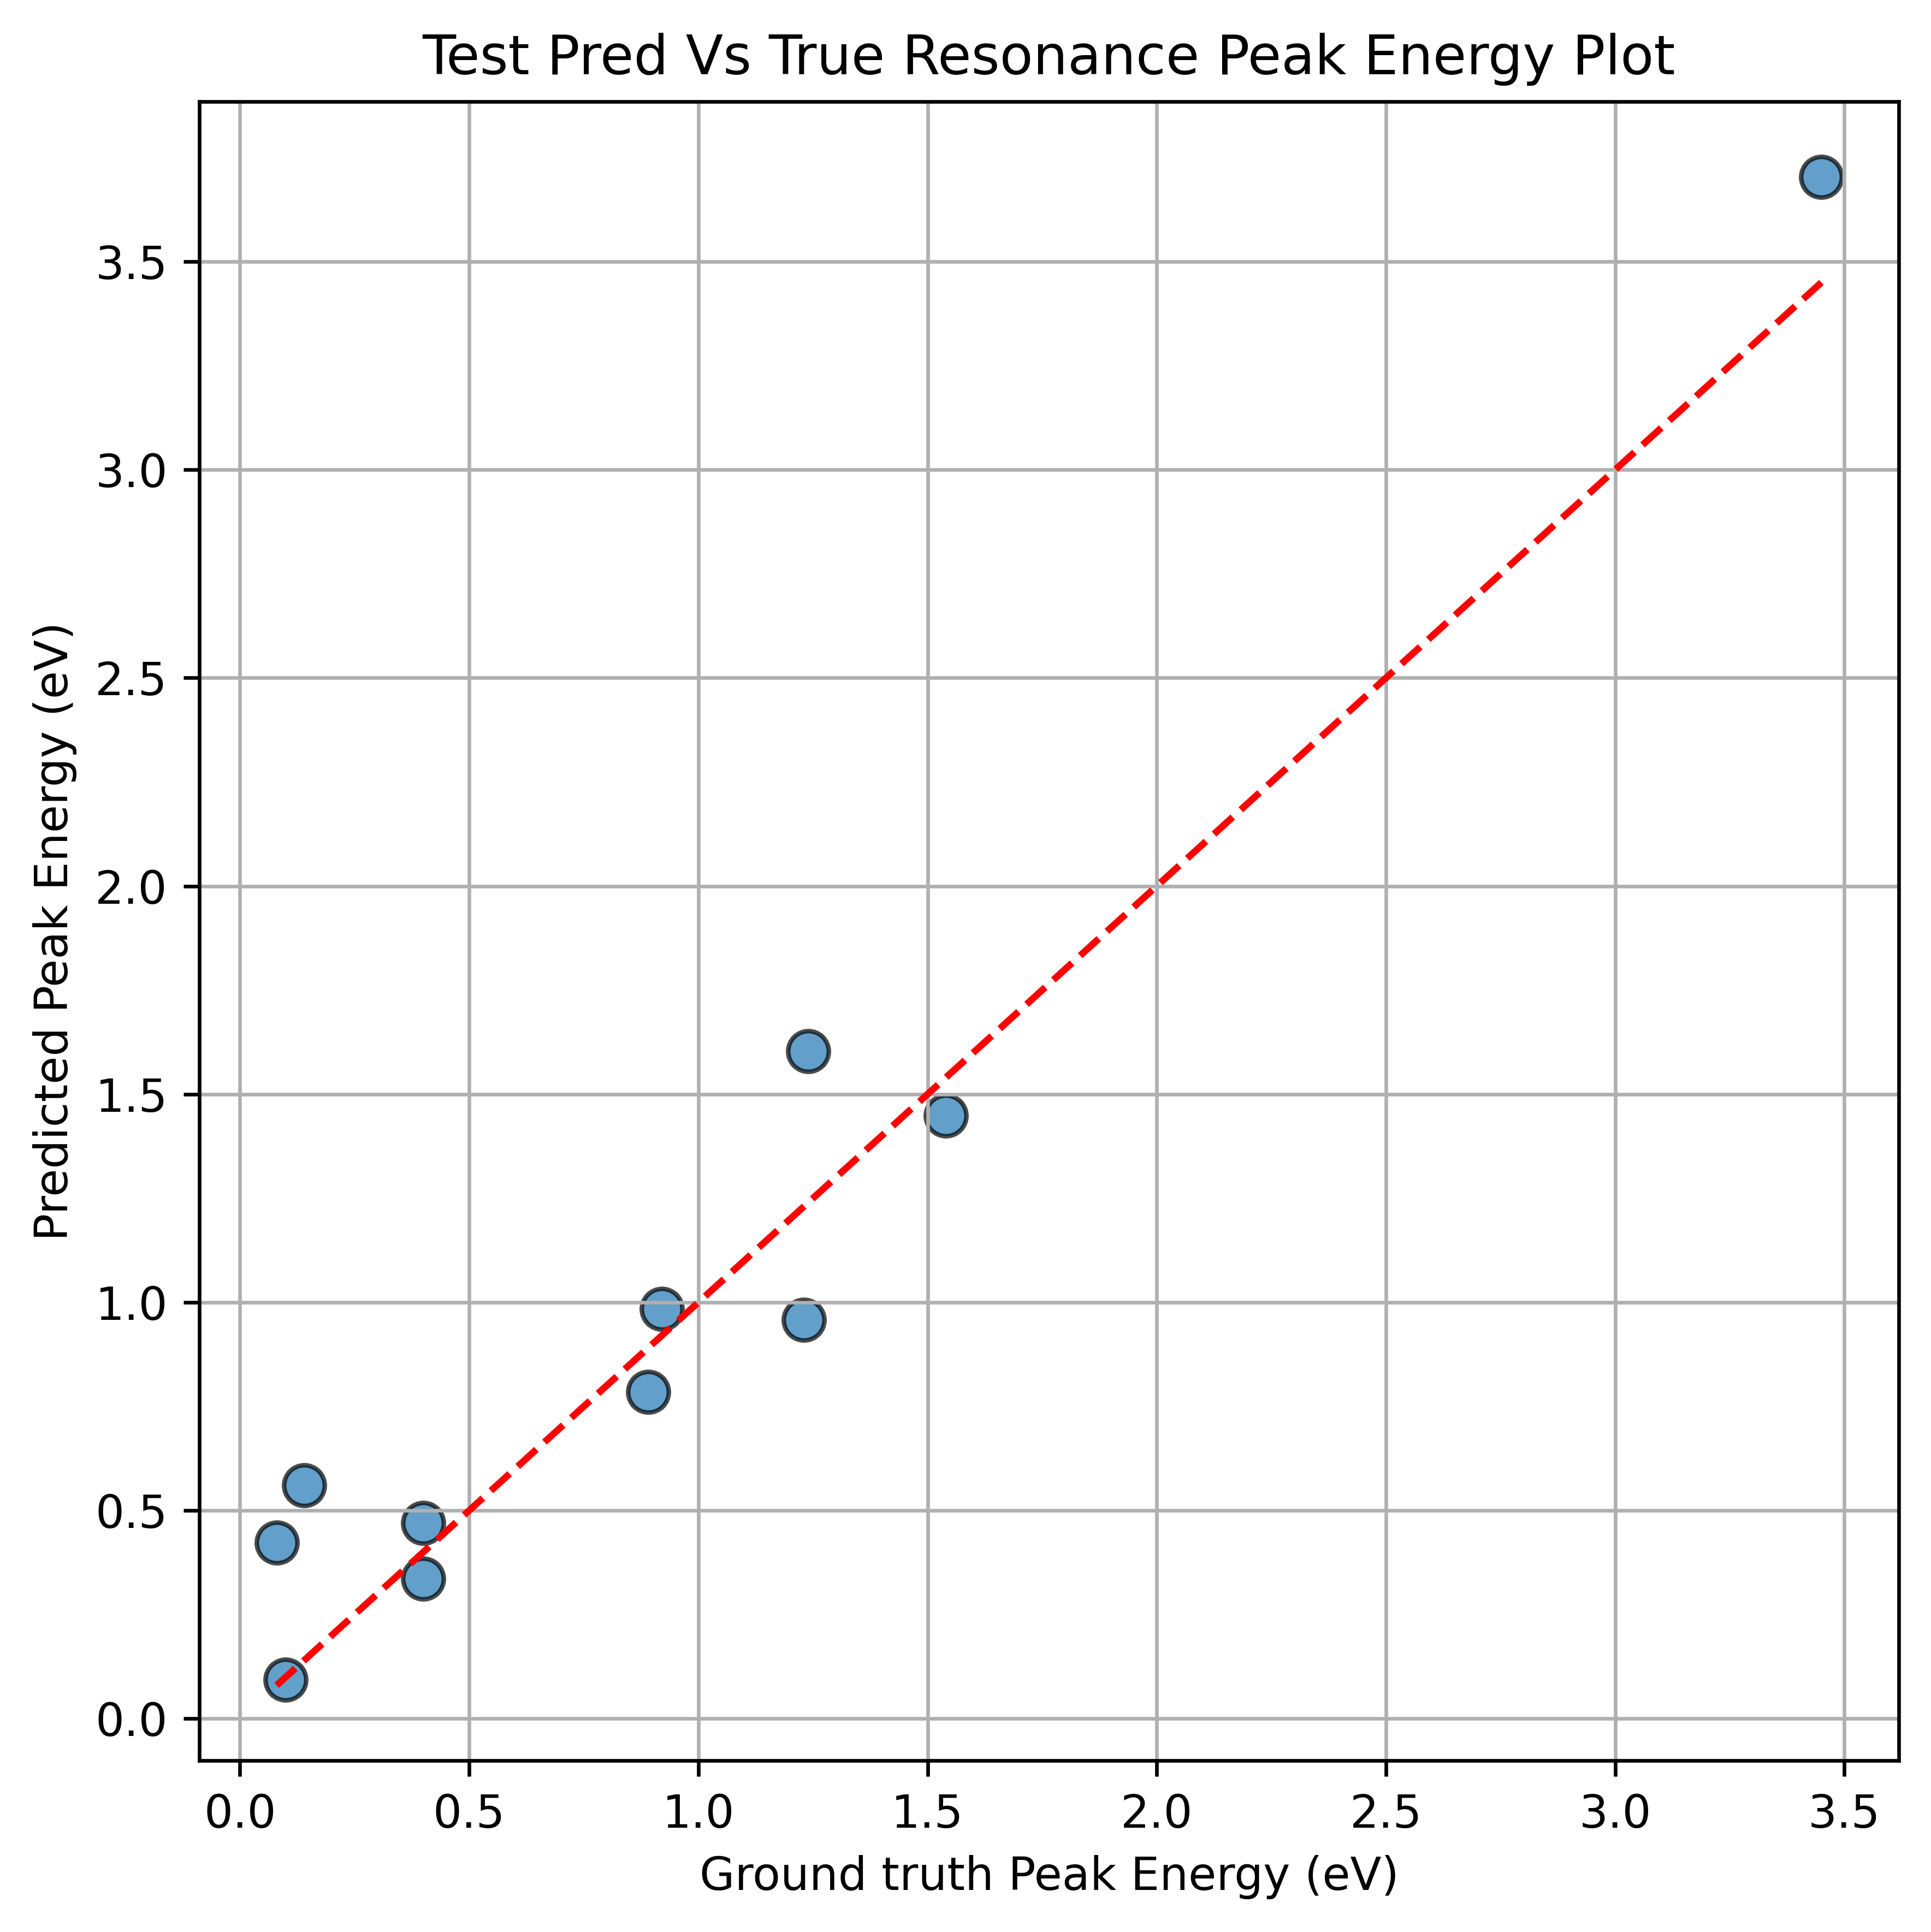 Test Pred Vs True Resonance Peak Energy Plot
Predicted Peak Energy (eV)
3.5
3.0
2.5
2.0
1.5
1.0
0.5
0.0
0.0 0.5 1.0 1.5 2.0 2.5 3.0 3.5
Ground truth Peak Energy (eV)